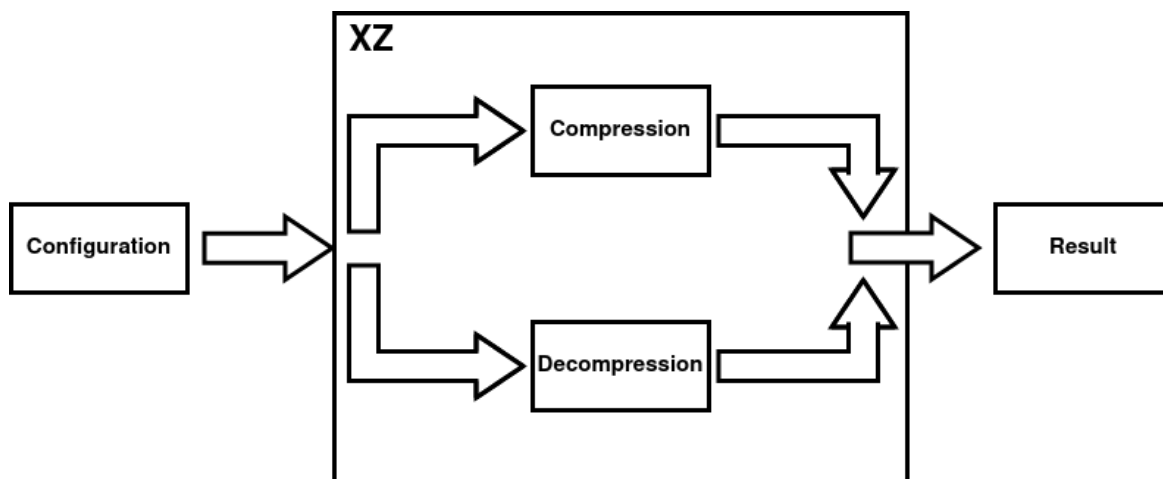 XZ
Compression
Configuration
Result
Decompression